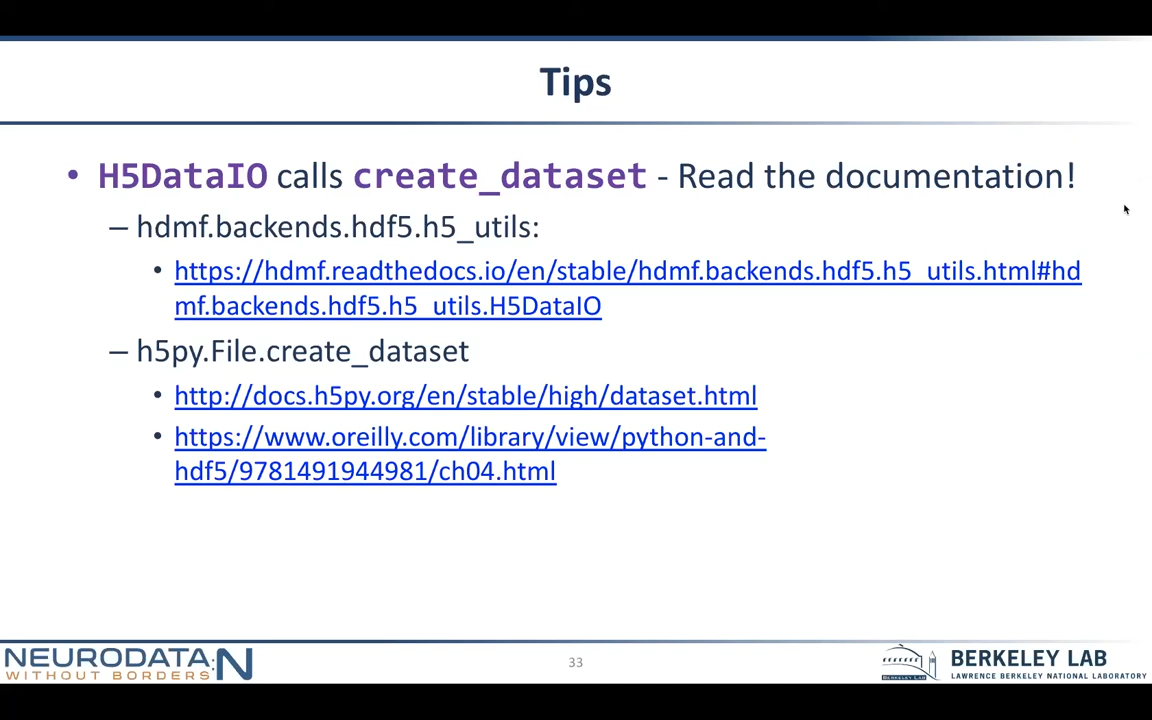 Tips
• H5DataIO calls create_dataset - Read the documentation!
– hdmf.backends.hdf5.h5_utils:
• https://hdmf.readthedocs.io/en/stable/hdmf.backends.hdf5.h5_utils.html#hd
mf.backends.hdf5.h5_utils.H5DataIO
– h5py.File.create_dataset
• http://docs.h5py.org/en/stable/high/dataset.html
• https://www.oreilly.com/library/view/python-and-
hdf5/9781491944981/ch04.html
NEURODATA:N
WITHOUT BORDERS
33
BERKELEY LAB
LAWRENCE BERKELEY NATIONAL LABORATORY